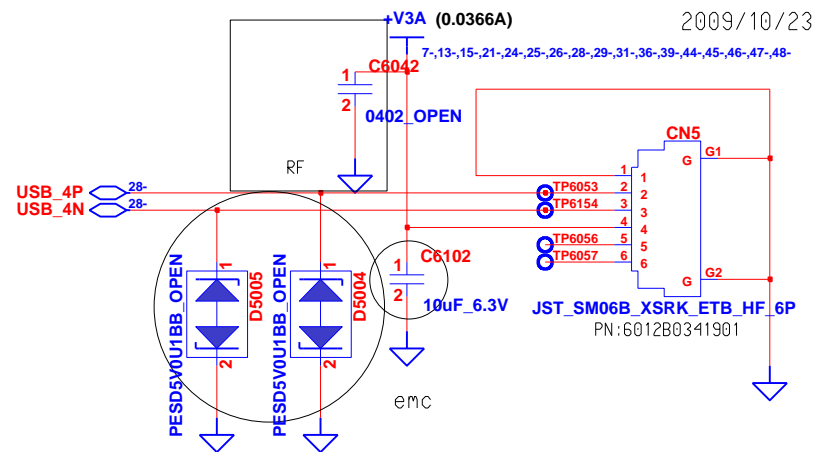 +V3A (0.0366A)
2009/10/23
7-,13-,15-,21-,24-,25-,26-,28-,29-,31-,36-,39-,44-,45-,46-,47-,48-
1 C6042
2
0402_OPEN
RF
CN5
G G1
1 1
USB_4P 28- TP6053 2 2
USB_4N 28- TP6154 3 3
4 4
TP6056 5 5
TP6057 6 6
G G2
JST_SM06B_XSRK_ETB_HF_6P
PN:6012B0341901
1 C6102
2
10uF_6.3V
1 D5005 2
PESD5V0U1BB_OPEN
1 D5004 2
PESD5V0U1BB_OPEN
emc